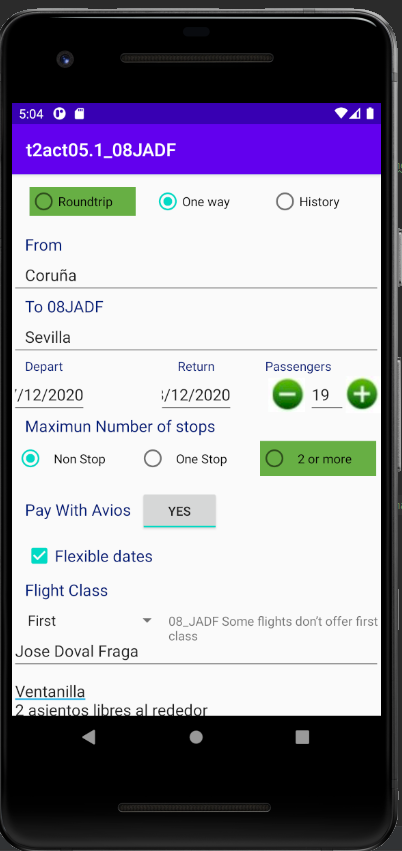 5:04
t2act05.1_08JADF
Roundtrip One way History
From
Coruña
To 08JADF
Sevilla
Depart Return Passengers
/12/2020 /12/2020 19
Maximun Number of stops
Non Stop One Stop 2 or more
Pay With Avios YES
Flexible dates
Flight Class
First 08_JADF Some flights don't offer first
class
Jose Doval Fraga
Ventanilla
2 asientos libres al rededor